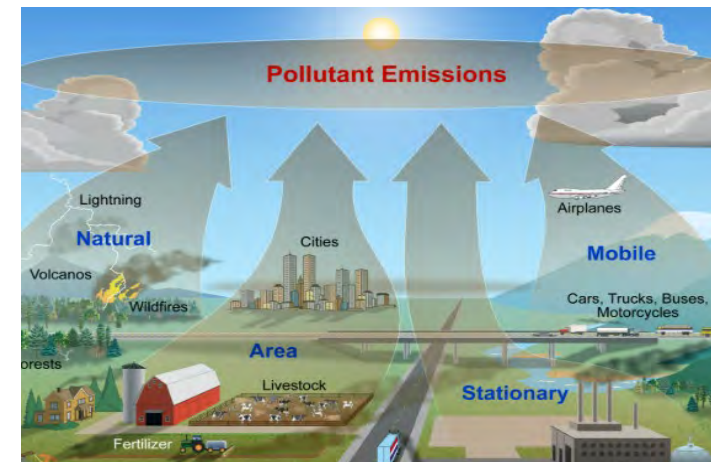 Pollutant Emissions
Lightning
Natural
Volcanos
Wildfires
orests
Cities
Area
Livestock
Fertilizer
Airplanes
Mobile
Cars, Trucks, Buses,
Motorcycles
Stationary